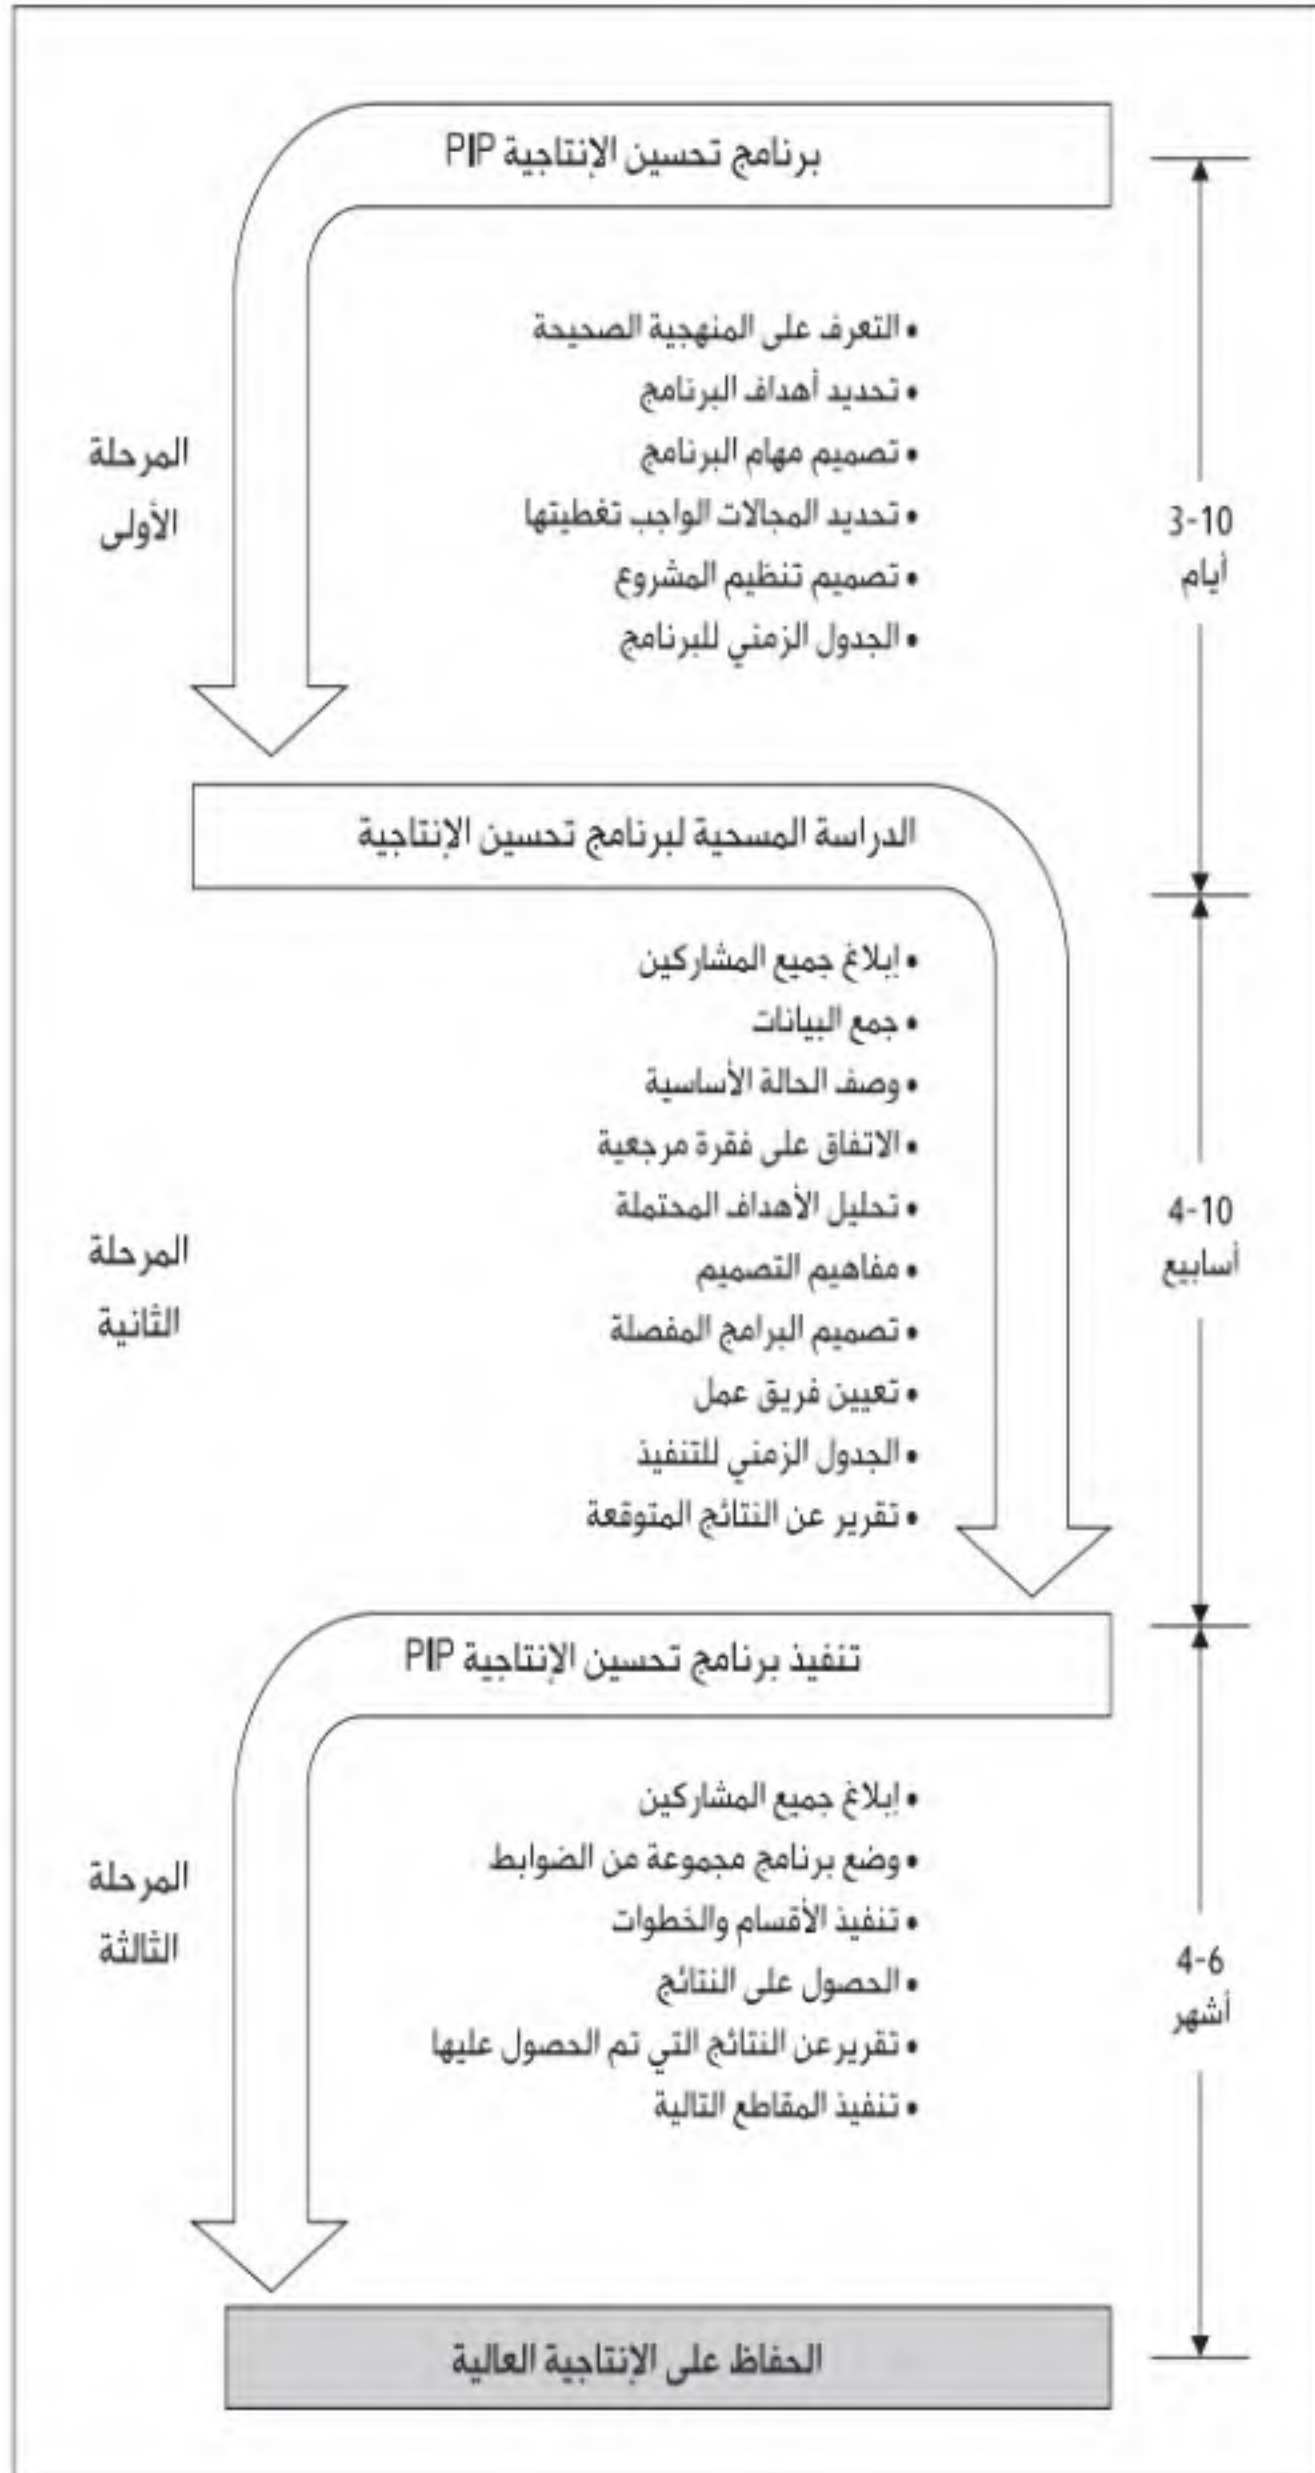 برنامج تحسين الإنتاجية PIP
• التعرف على المنهجية الصحيحة
• تحديد أهداف البرنامج
• تصميم مهام البرنامج
• تحديد المجالات الواجب تغطيتها
• تصميم تنظيم المشروع
• الجدول الزمني للبرنامج
المرحلة
الأولى
3-10
أيام
الدراسة المسحية لبرنامج تحسين الإنتاجية
• إبلاغ جميع المشاركين
• جمع البيانات
• وصف الحالة الأساسية
• الاتفاق على فقرة مرجعية
• تحليل الأهداف المحتملة
• مفاهيم التصميم
• تصميم البرامج المفصلة
• تعيين فريق عمل
• الجدول الزمني للتنفيذ
• تقرير عن النتائج المتوقعة
المرحلة
الثانية
4-10
أسابيع
تنفيذ برنامج تحسين الإنتاجية PIP
• إبلاغ جميع المشاركين
• وضع برنامج مجموعة من الضوابط
• تنفيذ الأقسام والخطوات
• الحصول على النتائج
• تقريرعن النتائج التي تم الحصول عليها
• تنفيذ المقاطع التالية
المرحلة
الثالثة
4-6
أشهر
الحفاظ على الإنتاجية العالية